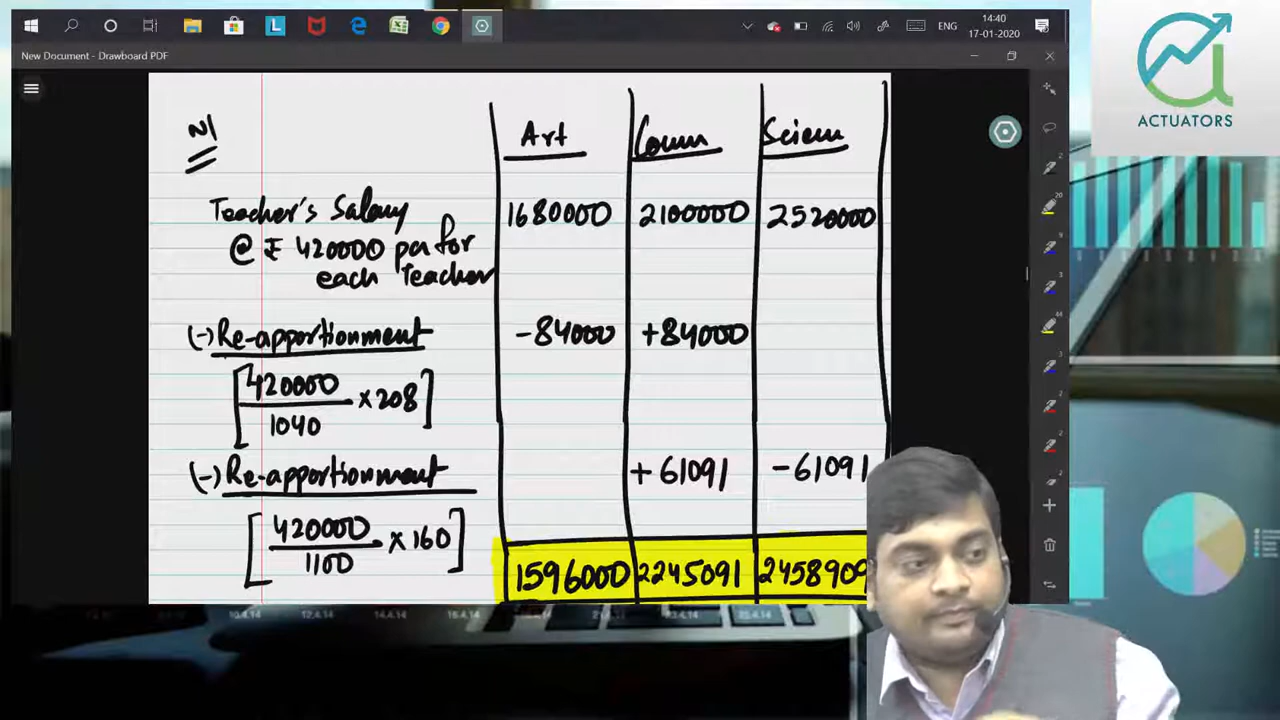 14:40
ENG
17-01-2020
New Document - Drawboard PDF
ACTUATORS
N1
Art Comm Science
Teacher's Salary 1680000 2100000 2520000
@ ₹ 420000 pa for
each Teacher
(-) Re-apportionment -84000 +84000
[420000/1040 × 208]
(-) Re-apportionment +61091 -61091
[420000/1100 × 160]
1596000 2245091 2458909